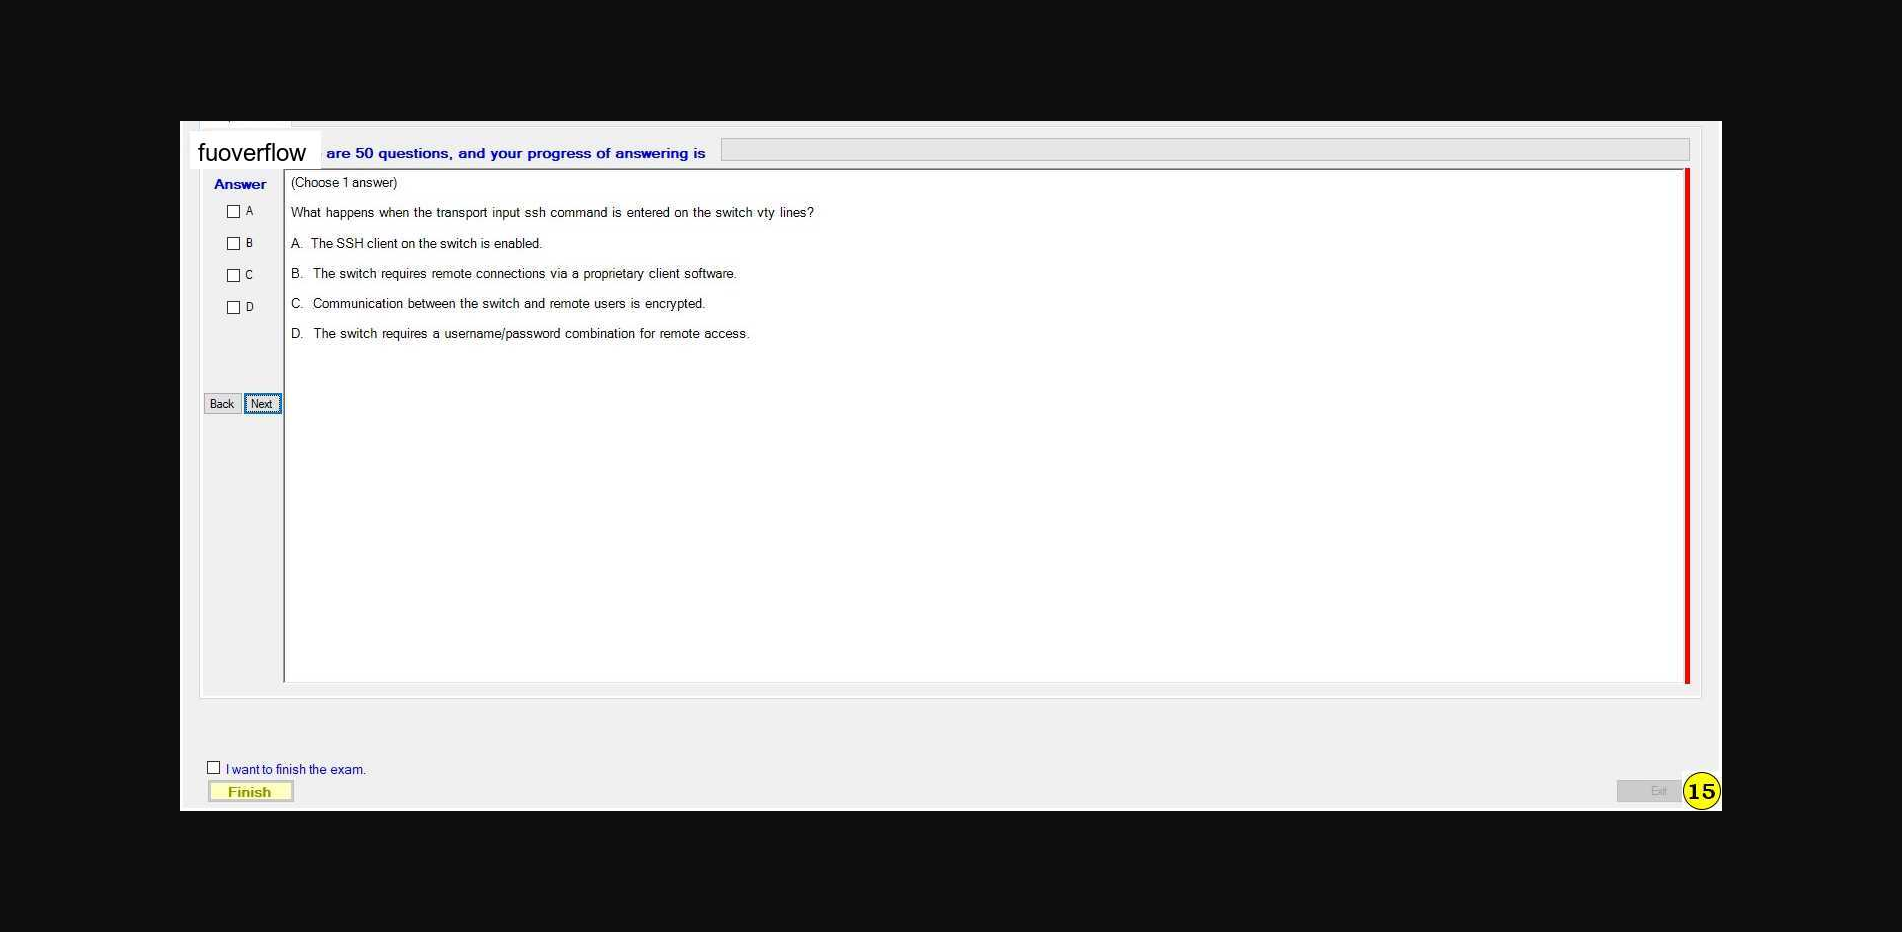 fuoverflow are 50 questions, and your progress of answering is
Answer
A
B
C
D
Back Next
(Choose 1 answer)
What happens when the transport input ssh command is entered on the switch vty lines?
A. The SSH client on the switch is enabled.
B. The switch requires remote connections via a proprietary client software.
C. Communication between the switch and remote users is encrypted.
D. The switch requires a username/password combination for remote access.
I want to finish the exam.
Finish
Exit
15